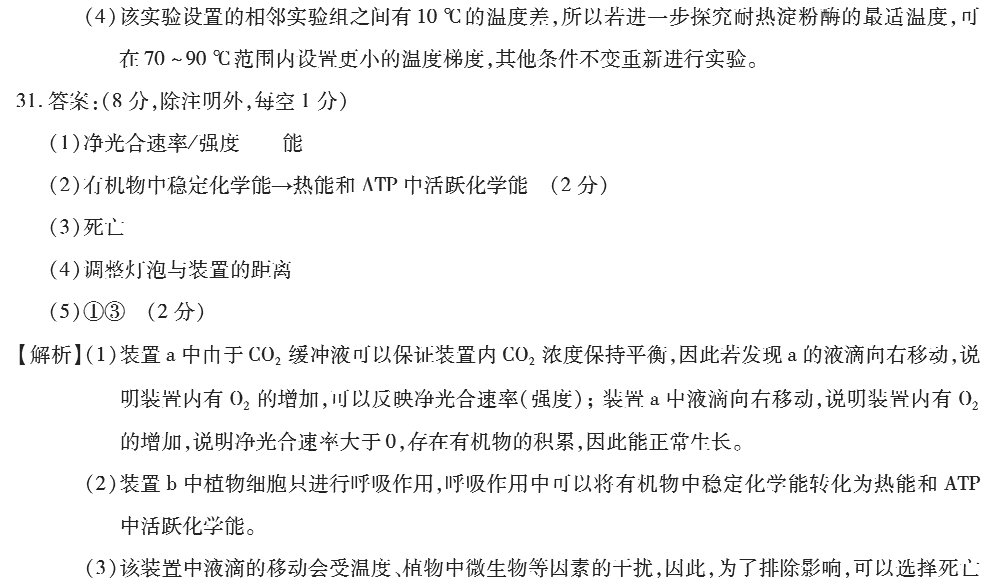 (4)该实验设置的相邻实验组之间有 10 ℃的温度差,所以若进一步探究耐热淀粉酶的最适温度,可
在 70 ~ 90 ℃范围内设置更小的温度梯度,其他条件不变重新进行实验。
31. 答案:(8 分,除注明外,每空 1 分)
(1)净光合速率/强度 能
(2)有机物中稳定化学能→热能和 ATP 中活跃化学能 (2 分)
(3)死亡
(4)调整灯泡与装置的距离
(5)①③ (2 分)
【解析】(1)装置 a 中由于 CO₂ 缓冲液可以保证装置内 CO₂ 浓度保持平衡,因此若发现 a 的液滴向右移动,说
明装置内有 O₂ 的增加,可以反映净光合速率(强度);装置 a 中液滴向右移动,说明装置内有 O₂
的增加,说明净光合速率大于 0,存在有机物的积累,因此能正常生长。
(2)装置 b 中植物细胞只进行呼吸作用,呼吸作用中可以将有机物中稳定化学能转化为热能和 ATP
中活跃化学能。
(3)该装置中液滴的移动会受温度、植物中微生物等因素的干扰,因此,为了排除影响,可以选择死亡